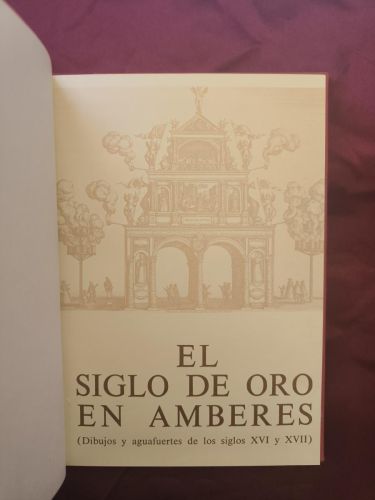 EL
SIGLO DE ORO
EN AMBERES
(Dibujos y aguafuertes de los siglos XVI y XVII)